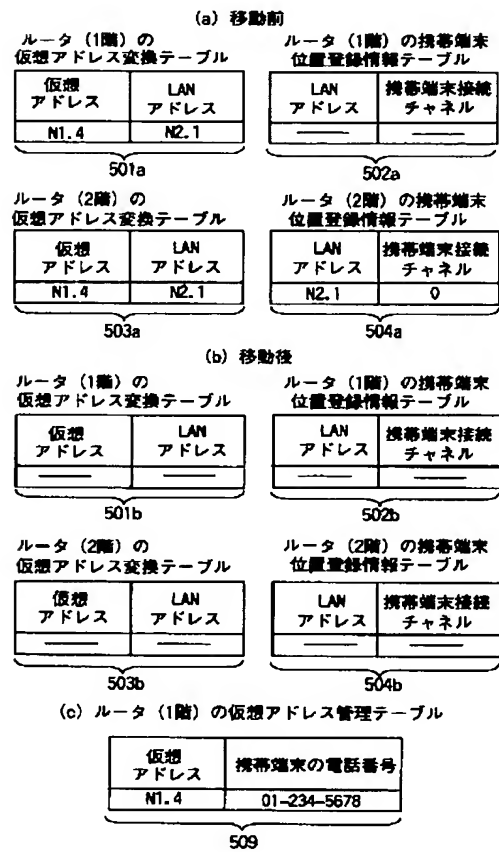 (a) 移動前
ルータ (1階) の
仮想アドレス変換テーブル
仮想
アドレス
LAN
アドレス
N1.4
N2.1
501a
ルータ (1階) の携帯端末
位置登録情報テーブル
LAN
アドレス
携帯端末接続
チャネル
502a
ルータ (2階) の
仮想アドレス変換テーブル
仮想
アドレス
LAN
アドレス
N1.4
N2.1
503a
ルータ (2階) の携帯端末
位置登録情報テーブル
LAN
アドレス
携帯端末接続
チャネル
N2.1
0
504a
(b) 移動後
ルータ (1階) の
仮想アドレス変換テーブル
仮想
アドレス
LAN
アドレス
501b
ルータ (1階) の携帯端末
位置登録情報テーブル
LAN
アドレス
携帯端末接続
チャネル
502b
ルータ (2階) の
仮想アドレス変換テーブル
仮想
アドレス
LAN
アドレス
503b
ルータ (2階) の携帯端末
位置登録情報テーブル
LAN
アドレス
携帯端末接続
チャネル
504b
(c) ルータ (1階) の仮想アドレス管理テーブル
仮想
アドレス
携帯端末の電話番号
N1.4
01-234-5678
509